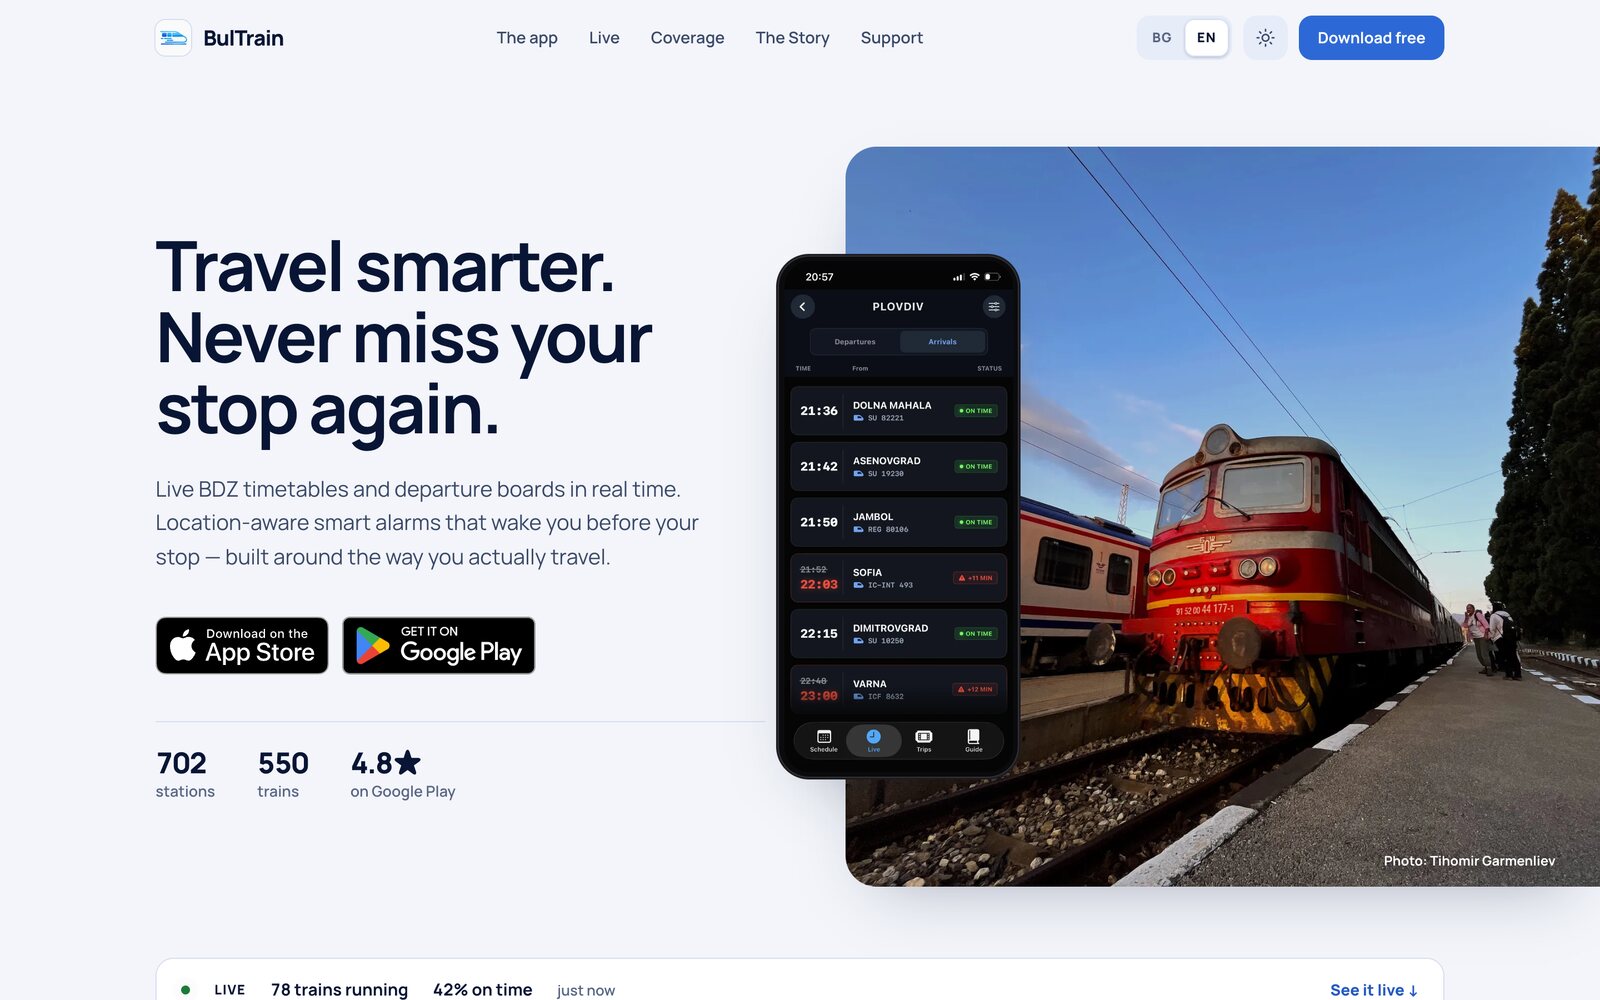 BulTrain
The app Live Coverage The Story Support
BG EN
Download free
Travel smarter.
Never miss your
stop again.
Live BDZ timetables and departure boards in real time.
Location-aware smart alarms that wake you before your
stop — built around the way you actually travel.
Download on the
App Store
GET IT ON
Google Play
702
stations
550
trains
4.8★
on Google Play
20:57
PLOVDIV
Departures Arrivals
TIME From STATUS
21:36 DOLNA MAHALA ON TIME
SU 82221
21:42 ASENOVGRAD ON TIME
SU 19230
21:50 JAMBOL ON TIME
REG 80106
21:52
22:03 SOFIA +11 MIN
IC-INT 493
22:15 DIMITROVGRAD ON TIME
SU 10250
22:48
23:00 VARNA +12 MIN
ICF 8632
Schedule Live Trips Guide
91 52 00 44 177-1
Photo: Tihomir Garmenliev
LIVE 78 trains running 42% on time just now
See it live ↓